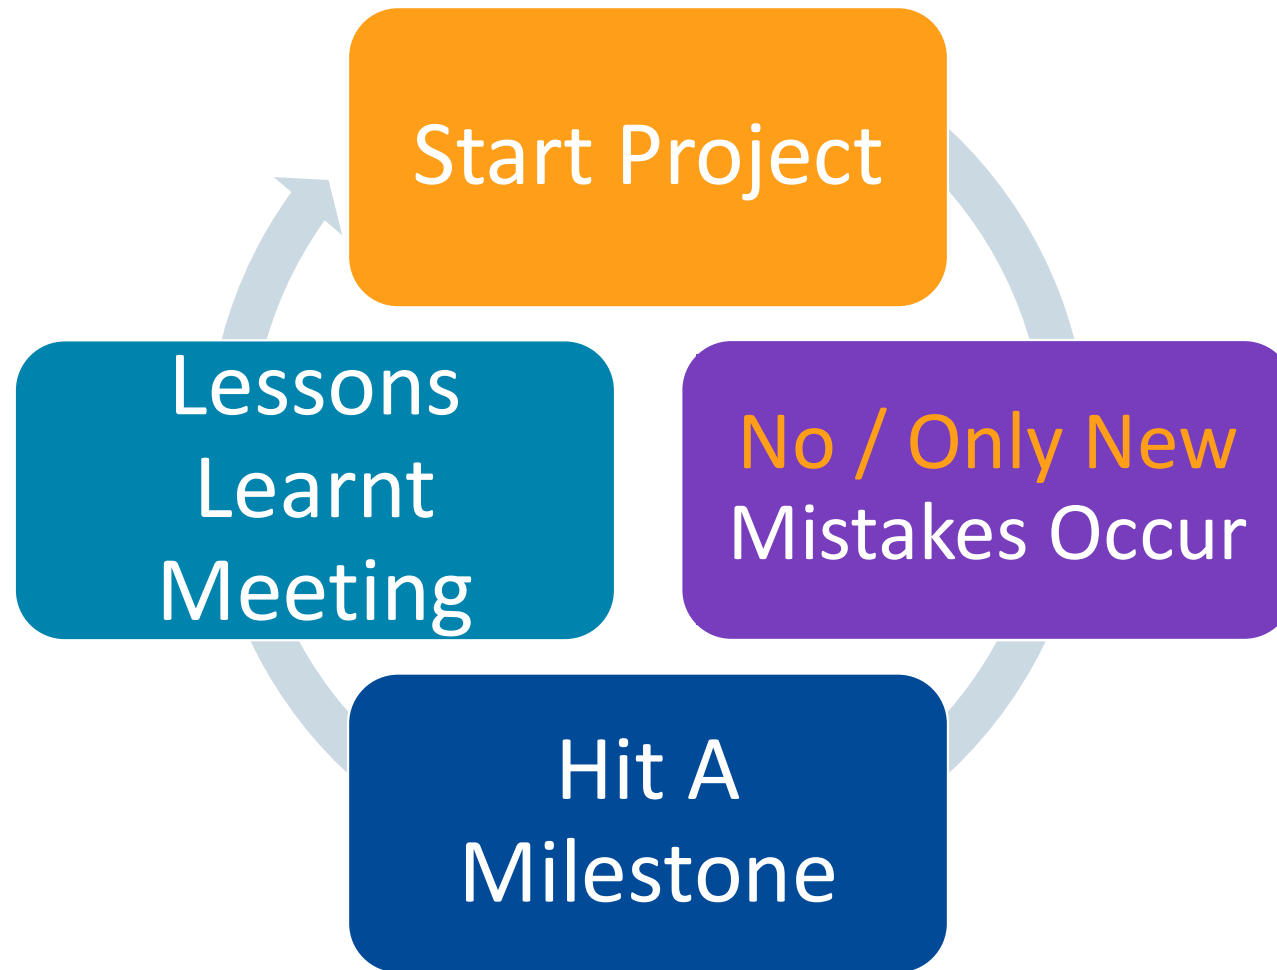 Start Project
No / Only New
Mistakes Occur
Hit A
Milestone
Lessons
Learnt
Meeting